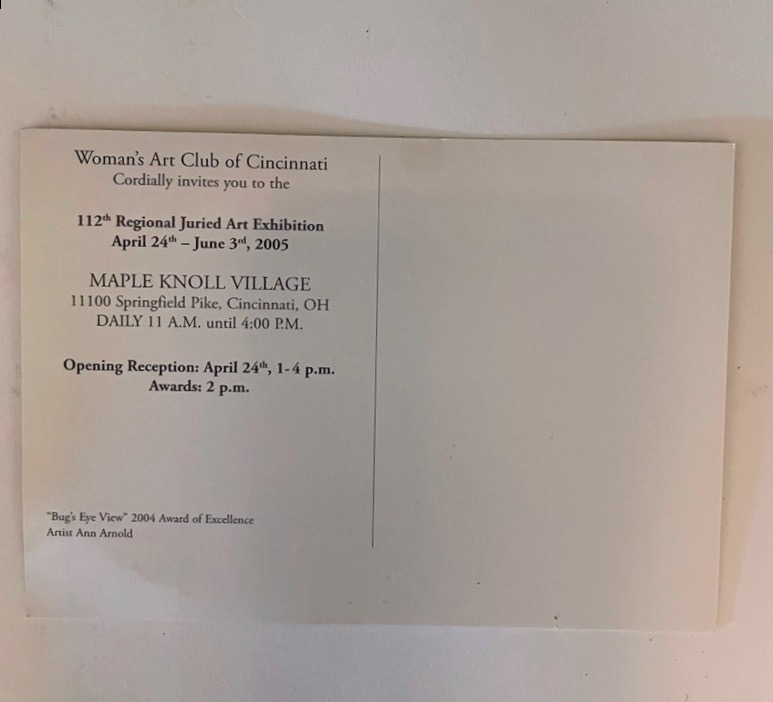 Woman's Art Club of Cincinnati
Cordially invites you to the
112th Regional Juried Art Exhibition
April 24th – June 3rd, 2005
MAPLE KNOLL VILLAGE
11100 Springfield Pike, Cincinnati, OH
DAILY 11 A.M. until 4:00 P.M.
Opening Reception: April 24th, 1-4 p.m.
Awards: 2 p.m.
"Bug's Eye View" 2004 Award of Excellence
Artist Ann Arnold